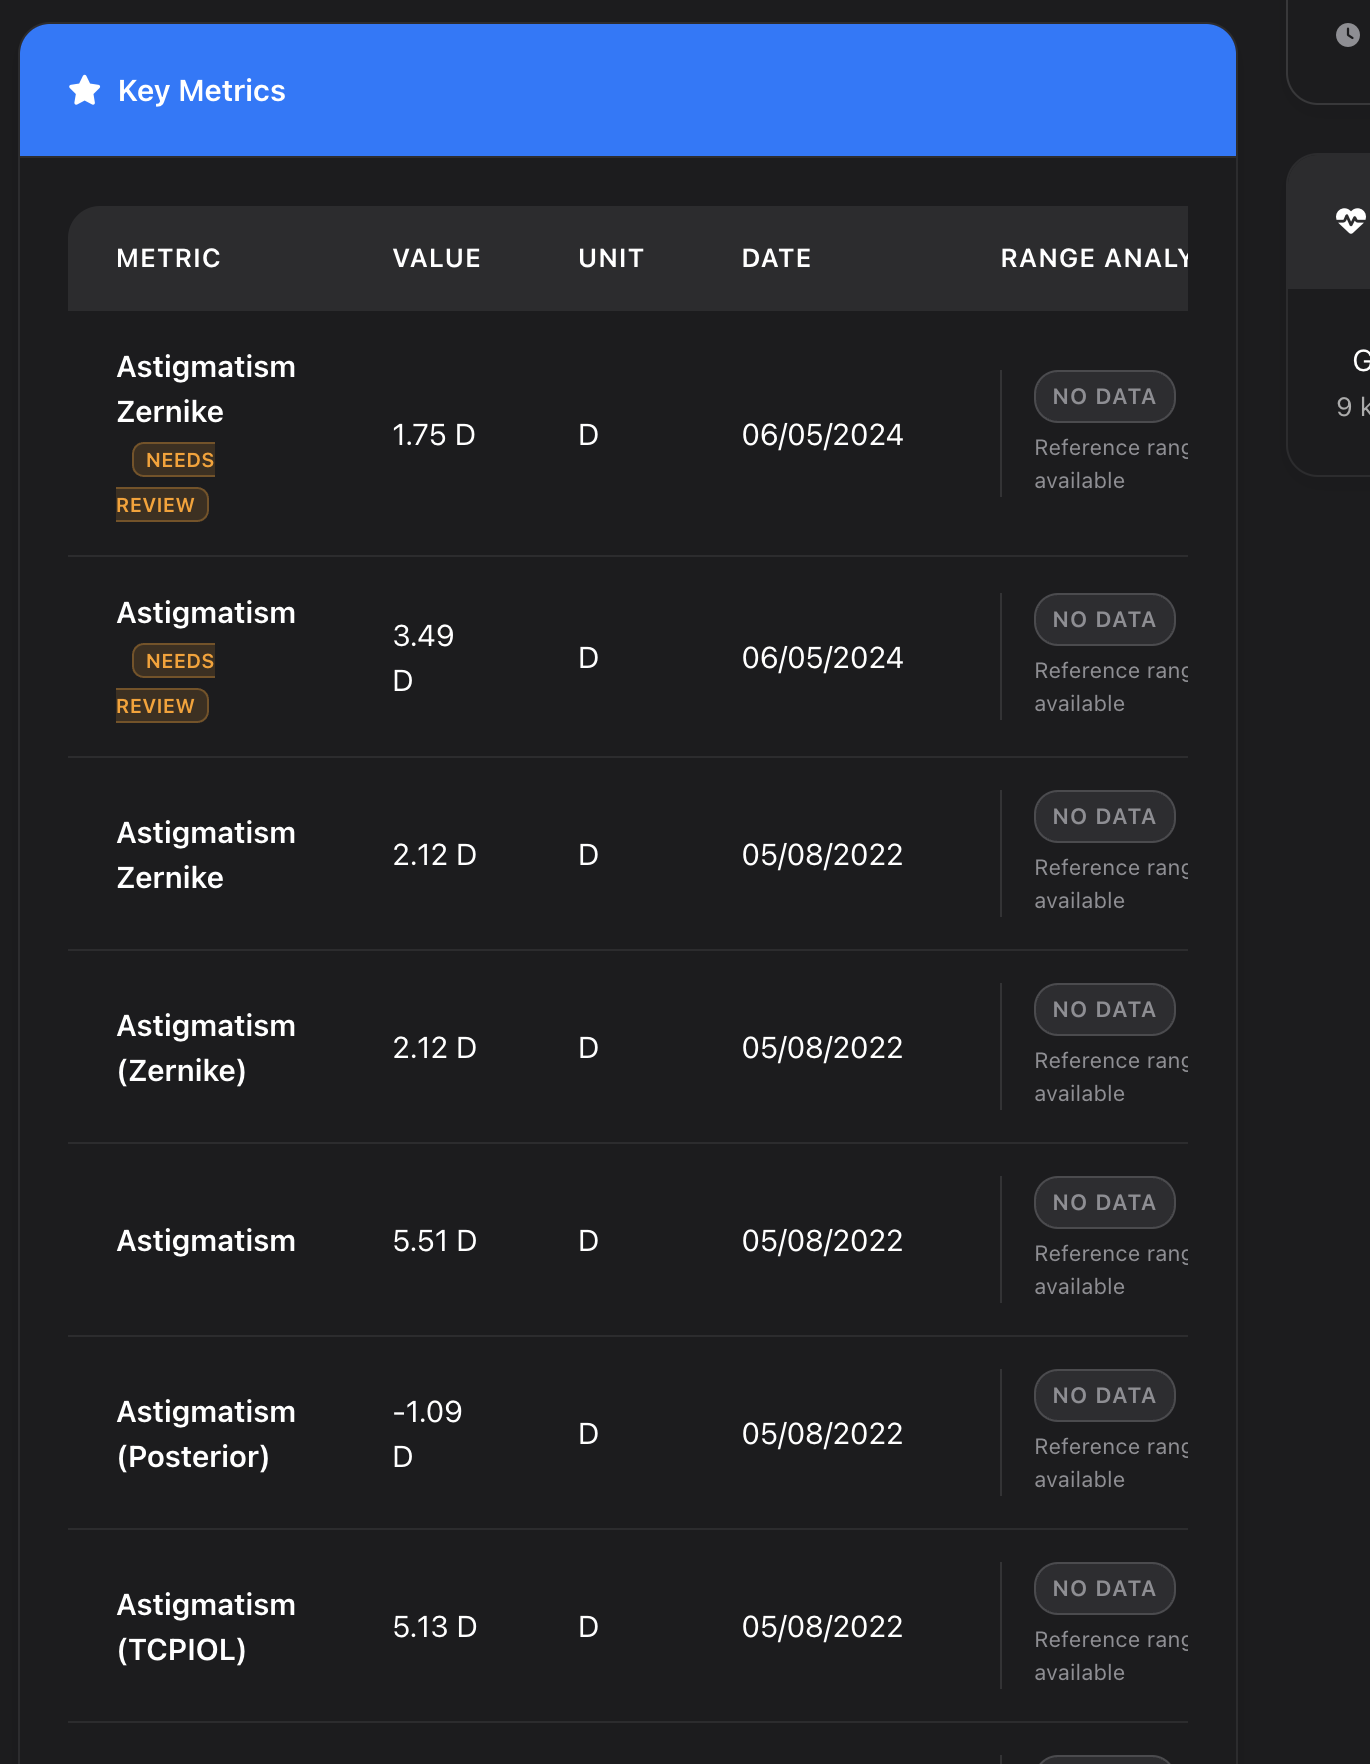 Key Metrics
METRIC VALUE UNIT DATE RANGE ANALY
Astigmatism
Zernike
NEEDS
REVIEW
1.75 D
D
06/05/2024
NO DATA
Reference rang
available
Astigmatism
NEEDS
REVIEW
3.49
D
D
06/05/2024
NO DATA
Reference rang
available
Astigmatism
Zernike
2.12 D
D
05/08/2022
NO DATA
Reference rang
available
Astigmatism
(Zernike)
2.12 D
D
05/08/2022
NO DATA
Reference rang
available
Astigmatism
5.51 D
D
05/08/2022
NO DATA
Reference rang
available
Astigmatism
(Posterior)
-1.09
D
D
05/08/2022
NO DATA
Reference rang
available
Astigmatism
(TCPIOL)
5.13 D
D
05/08/2022
NO DATA
Reference rang
available
G
9 k